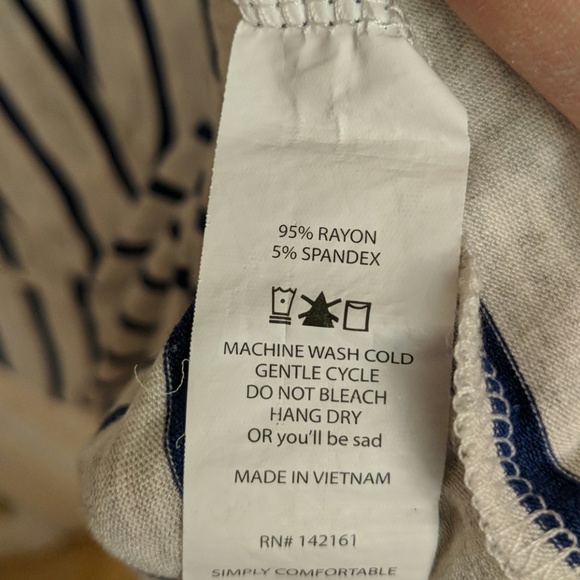 95% RAYON
5% SPANDEX
MACHINE WASH COLD
GENTLE CYCLE
DO NOT BLEACH
HANG DRY
OR you'll be sad
MADE IN VIETNAM
RN# 142161
SIMPLY COMFORTABLE